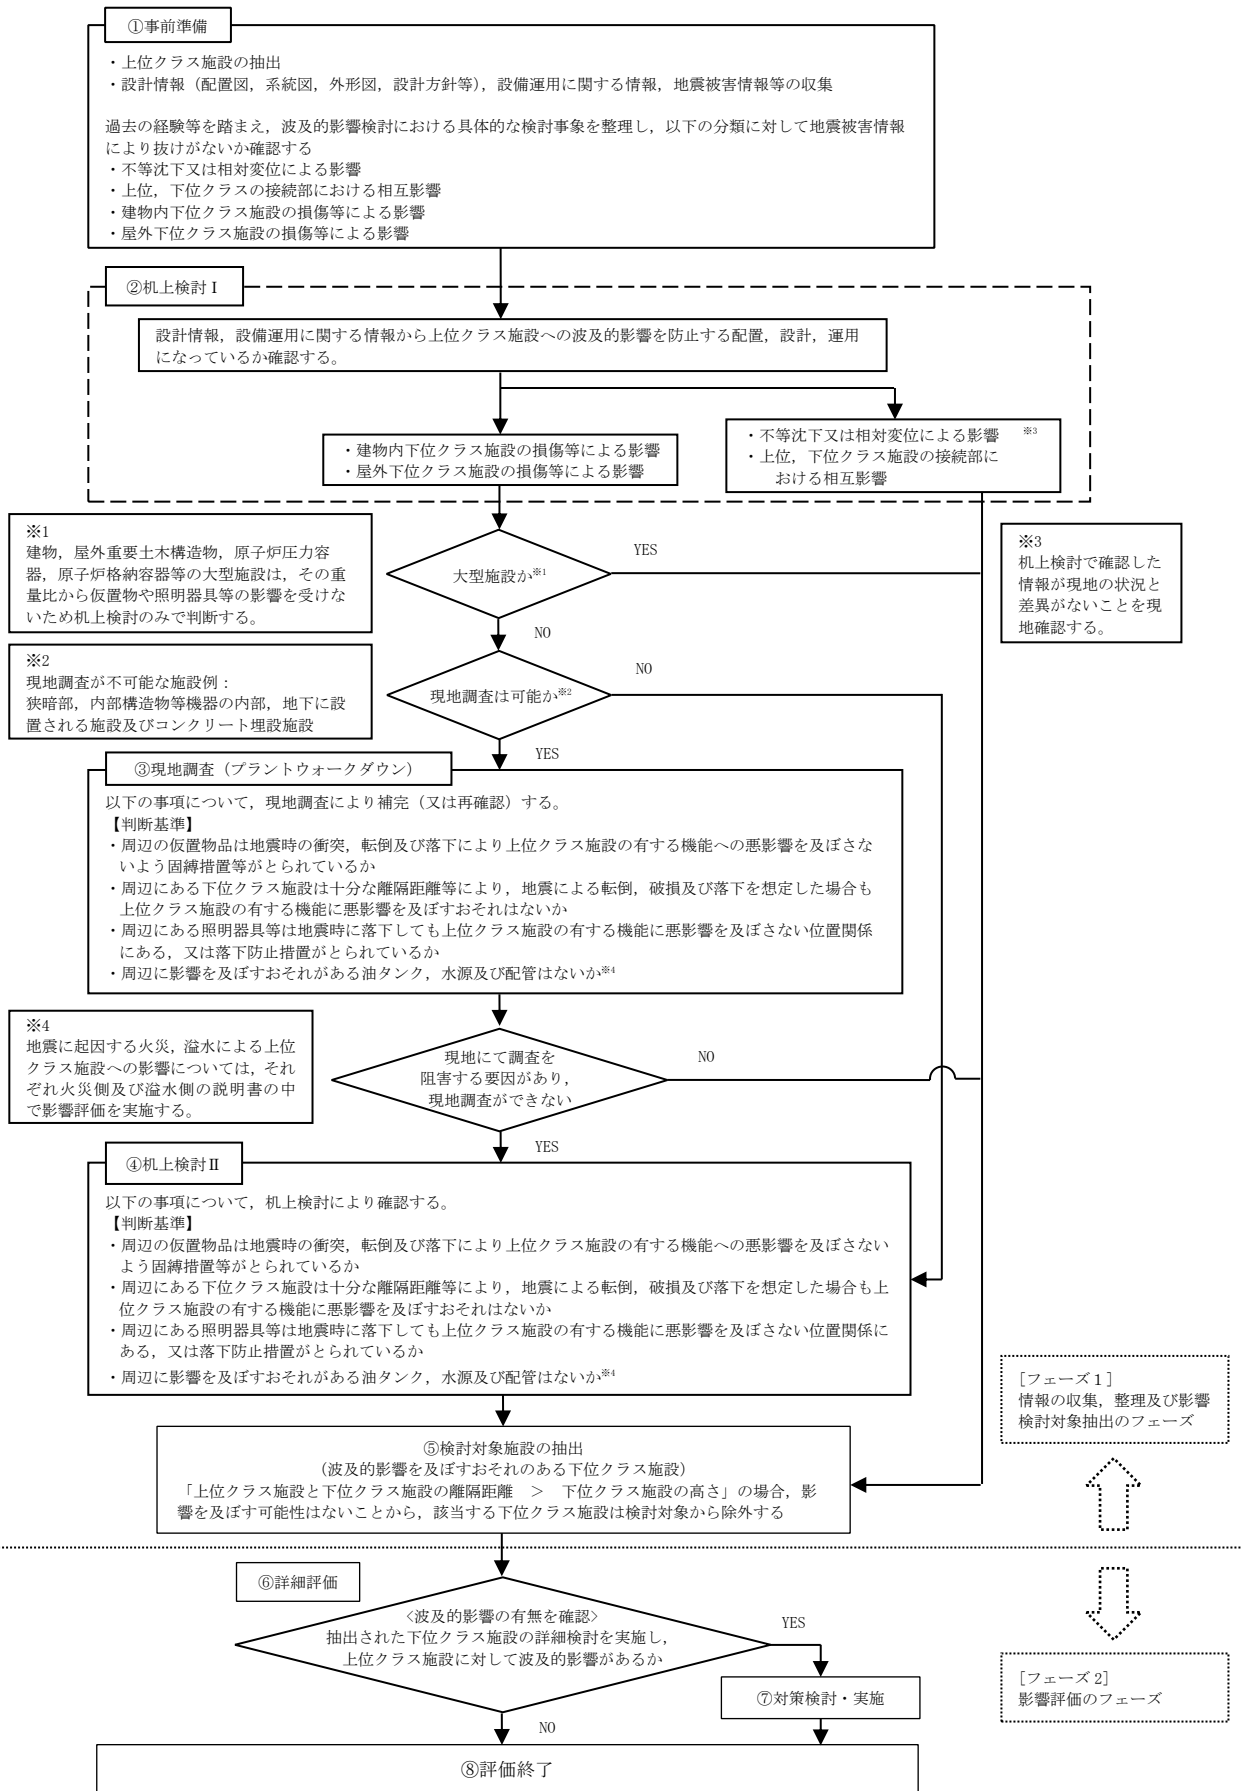 ①事前準備
・上位クラス施設の抽出
・設計情報（配置図，系統図，外形図，設計方針等），設備運用に関する情報，地震被害情報等の収集
過去の経験等を踏まえ，波及的影響検討における具体的な検討事象を整理し，以下の分類に対して地震被害情報
により抜けがないか確認する
・不等沈下又は相対変位による影響
・上位，下位クラスの接続部における相互影響
・建物内下位クラス施設の損傷等による影響
・屋外下位クラス施設の損傷等による影響
②机上検討Ⅰ
設計情報，設備運用に関する情報から上位クラス施設への波及的影響を防止する配置，設計，運用
になっているか確認する。
・建物内下位クラス施設の損傷等による影響
・屋外下位クラス施設の損傷等による影響
・不等沈下又は相対変位による影響 ※3
・上位，下位クラス施設の接続部に
おける相互影響
※1
建物，屋外重要土木構造物，原子炉圧力容
器，原子炉格納容器等の大型施設は，その重
量比から仮置物や照明器具等の影響を受けな
いため机上検討のみで判断する。
大型施設か※1
YES
※3
机上検討で確認した
情報が現地の状況と
差異がないことを現
地確認する。
NO
※2
現地調査が不可能な施設例：
狭暗部，内部構造物等機器の内部，地下に設
置される施設及びコンクリート埋設施設
現地調査は可能か※2
NO
YES
③現地調査（プラントウォークダウン）
以下の事項について，現地調査により補完（又は再確認）する。
【判断基準】
・周辺の仮置物品は地震時の衝突，転倒及び落下により上位クラス施設の有する機能への悪影響を及ぼさな
いよう固縛措置等がとられているか
・周辺にある下位クラス施設は十分な離隔距離等により，地震による転倒，破損及び落下を想定した場合も
上位クラス施設の有する機能に悪影響を及ぼすおそれはないか
・周辺にある照明器具等は地震時に落下しても上位クラス施設の有する機能に悪影響を及ぼさない位置関係
にある，又は落下防止措置がとられているか
・周辺に影響を及ぼすおそれがある油タンク，水源及び配管はないか※4
※4
地震に起因する火災，溢水による上位
クラス施設への影響については，それ
ぞれ火災側及び溢水側の説明書の中
で影響評価を実施する。
現地にて調査を
阻害する要因があり，
現地調査ができない
NO
YES
④机上検討Ⅱ
以下の事項について，机上検討により確認する。
【判断基準】
・周辺の仮置物品は地震時の衝突，転倒及び落下により上位クラス施設の有する機能への悪影響を及ぼさない
よう固縛措置等がとられているか
・周辺にある下位クラス施設は十分な離隔距離等により，地震による転倒，破損及び落下を想定した場合も上
位クラス施設の有する機能に悪影響を及ぼすおそれはないか
・周辺にある照明器具等は地震時に落下しても上位クラス施設の有する機能に悪影響を及ぼさない位置関係に
ある，又は落下防止措置がとられているか
・周辺に影響を及ぼすおそれがある油タンク，水源及び配管はないか※4
[フェーズ1]
情報の収集，整理及び影響
検討対象抽出のフェーズ
⑤検討対象施設の抽出
(波及的影響を及ぼすおそれのある下位クラス施設)
「上位クラス施設と下位クラス施設の離隔距離　＞　下位クラス施設の高さ」の場合，影
響を及ぼす可能性はないことから，該当する下位クラス施設は検討対象から除外する
⑥詳細評価
<波及的影響の有無を確認>
抽出された下位クラス施設の詳細検討を実施し，
上位クラス施設に対して波及的影響があるか
YES
[フェーズ2]
影響評価のフェーズ
⑦対策検討・実施
NO
⑧評価終了